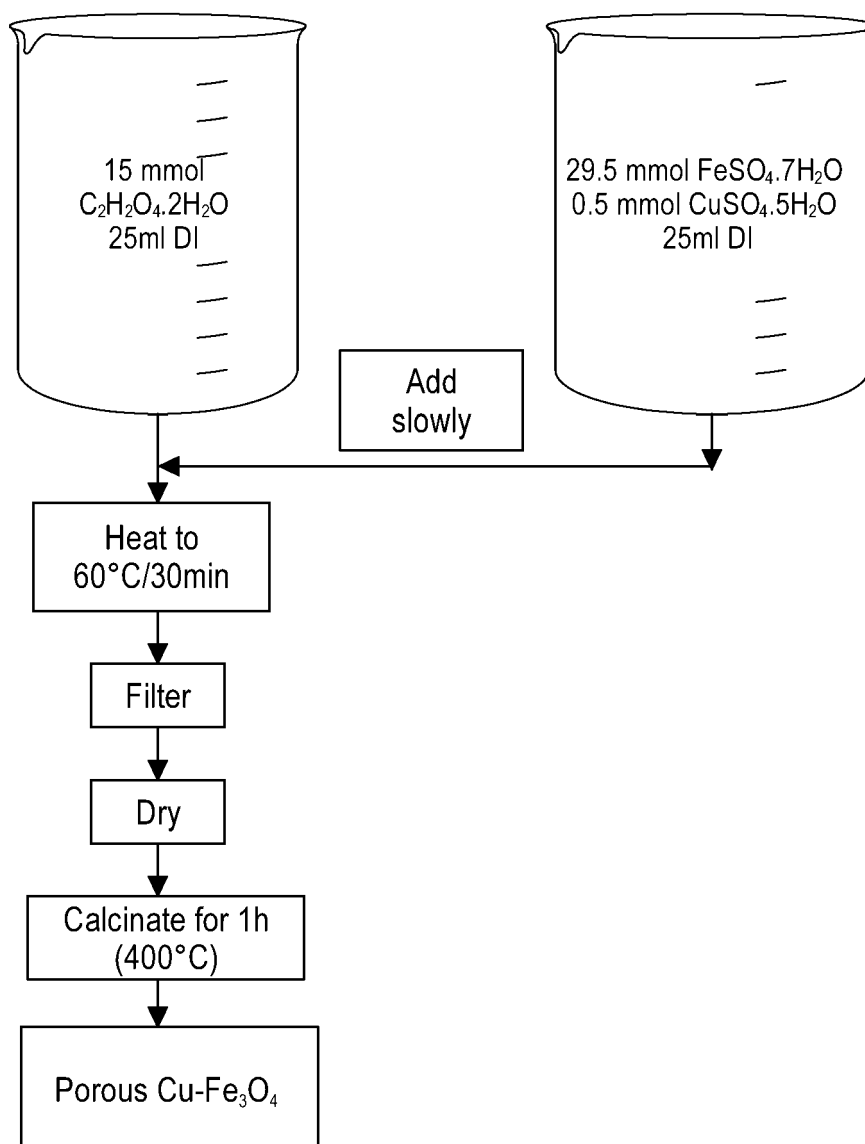 15 mmol
C₂H₂O₄.2H₂O
25ml DI
29.5 mmol FeSO₄.7H₂O
0.5 mmol CuSO₄.5H₂O
25ml DI
Add
slowly
Heat to
60°C/30min
Filter
Dry
Calcinate for 1h
(400°C)
Porous Cu-Fe₃O₄